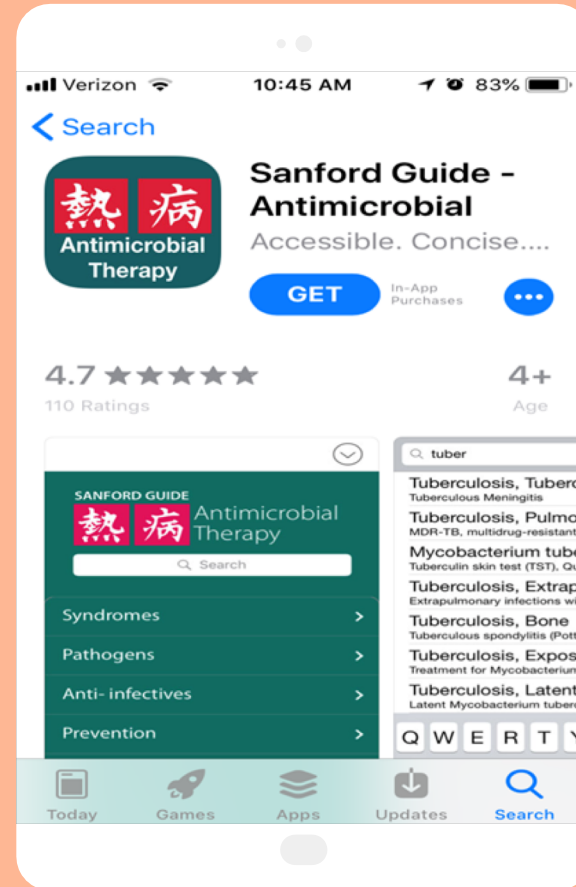 Verizon 10:45 AM 83%
Search
熱 病
Antimicrobial
Therapy
Sanford Guide -
Antimicrobial
Accessible. Concise....
GET
In-App
Purchases
4.7
4+
110 Ratings
Age
SANFORD GUIDE
熱 病 Antimicrobial
Therapy
Search
Syndromes
Pathogens
Anti- infectives
Prevention
tuber
Tuberculosis, Tuberc
Tuberculous Meningitis
Tuberculosis, Pulmo
MDR-TB, multidrug-resistant
Mycobacterium tube
Tuberculin skin test (TST), Qu
Tuberculosis, Extrap
Extrapulmonary infections wi
Tuberculosis, Bone
Tuberculous spondylitis (Pott
Tuberculosis, Expos
Treatment for Mycobacterium
Tuberculosis, Latent
Latent Mycobacterium tuberc
Q W E R T Y
Today Games Apps Updates Search